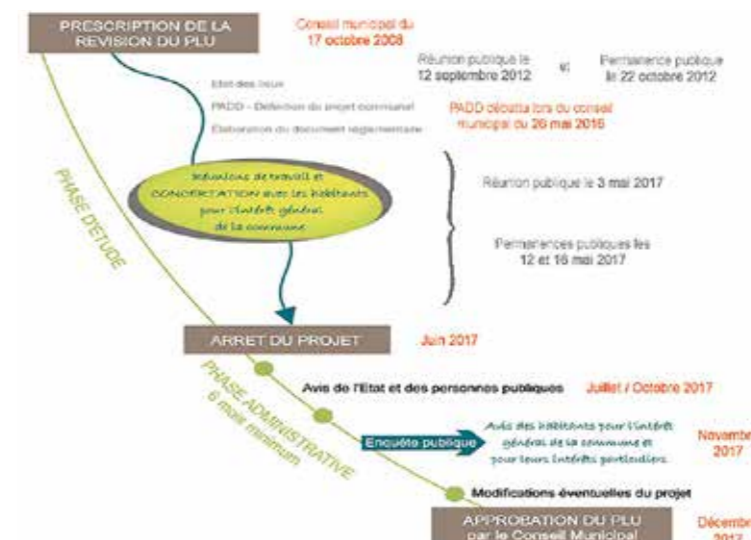 PRESCRIPTION DE LA
REVISION DU PLU
Conseil municipal du
17 octobre 2008
Réunion publique le
12 septembre 2012
et
Permanence publique
le 22 octobre 2012
Etat des lieux
PADD - Définition du projet communal
Elaboration du document réglementaire
PADD débattu lors du conseil
municipal du 26 mai 2016
Réunions de travail et
CONCERTATION avec les habitants
pour l'intérêt général
de la commune
Réunion publique le 3 mai 2017
Permanences publiques les
12 et 16 mai 2017
PHASE D'ETUDE
ARRET DU PROJET
Juin 2017
PHASE ADMINISTRATIVE
6 mois minimum
Avis de l'Etat et des personnes publiques
Juillet / Octobre 2017
Enquête publique
Avis des habitants pour l'intérêt
général de la commune et
pour leurs intérêts particuliers
Novembre
2017
Modifications éventuelles du projet
APPROBATION DU PLU
par le Conseil Municipal
Décembre
2017